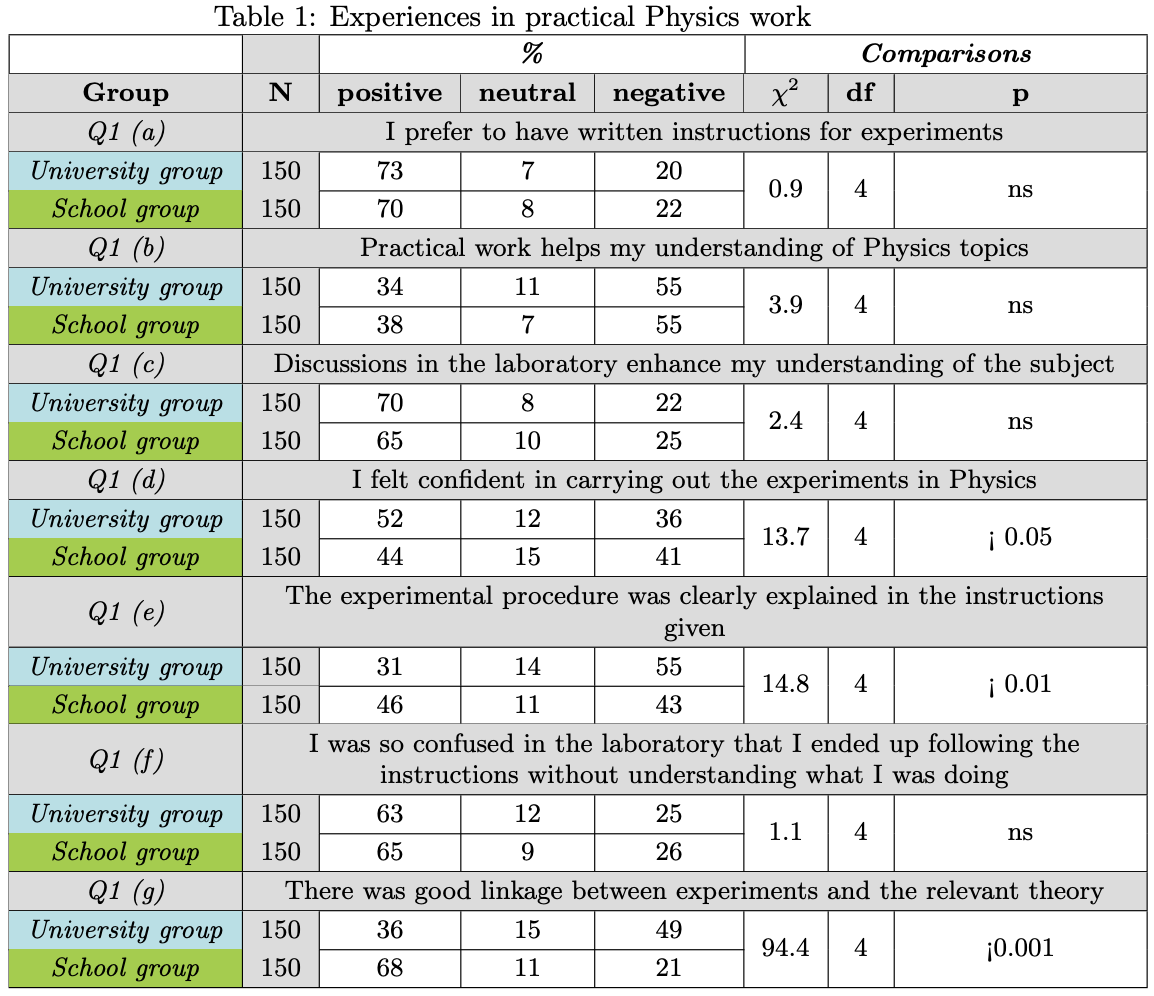 Table 1: Experiences in practical Physics work
% Comparisons
Group N positive neutral negative χ² df p
Q1 (a) I prefer to have written instructions for experiments
University group 150 73 7 20 0.9 4 ns
School group 150 70 8 22
Q1 (b) Practical work helps my understanding of Physics topics
University group 150 34 11 55 3.9 4 ns
School group 150 38 7 55
Q1 (c) Discussions in the laboratory enhance my understanding of the subject
University group 150 70 8 22 2.4 4 ns
School group 150 65 10 25
Q1 (d) I felt confident in carrying out the experiments in Physics
University group 150 52 12 36 13.7 4 ¡ 0.05
School group 150 44 15 41
Q1 (e) The experimental procedure was clearly explained in the instructions
given
University group 150 31 14 55 14.8 4 ¡ 0.01
School group 150 46 11 43
Q1 (f) I was so confused in the laboratory that I ended up following the
instructions without understanding what I was doing
University group 150 63 12 25 1.1 4 ns
School group 150 65 9 26
Q1 (g) There was good linkage between experiments and the relevant theory
University group 150 36 15 49 94.4 4 ¡0.001
School group 150 68 11 21